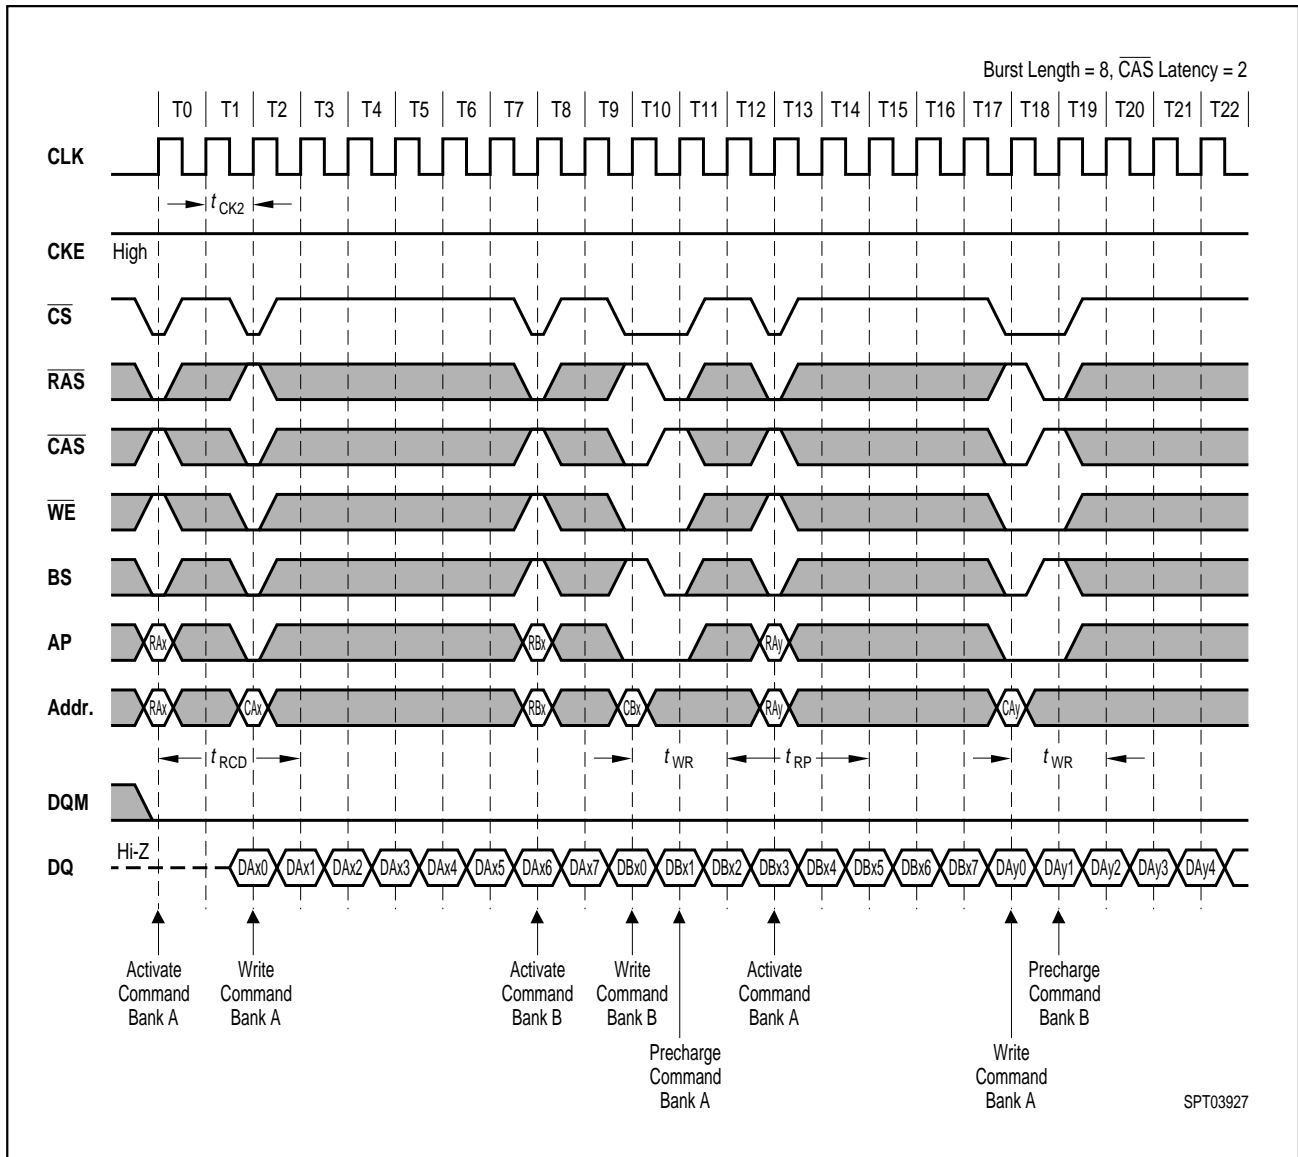 Burst Length = 8, CAS Latency = 2
T0 T1 T2 T3 T4 T5 T6 T7 T8 T9 T10 T11 T12 T13 T14 T15 T16 T17 T18 T19 T20 T21 T22
CLK
t CK2
CKE High
CS
RAS
CAS
WE
BS
AP RAx RBx RAy
Addr. RAx CAx RBx CBx RAy CAy
t RCD t WR t RP t WR
DQM
Hi-Z
DQ DAx0 DAx1 DAx2 DAx3 DAx4 DAx5 DAx6 DAx7 DBx0 DBx1 DBx2 DBx3 DBx4 DBx5 DBx6 DBx7 DAy0 DAy1 DAy2 DAy3 DAy4
Activate
Command
Bank A
Write
Command
Bank A
Activate
Command
Bank B
Write
Command
Bank B
Activate
Command
Bank A
Precharge
Command
Bank B
Precharge
Command
Bank A
Write
Command
Bank A
SPT03927